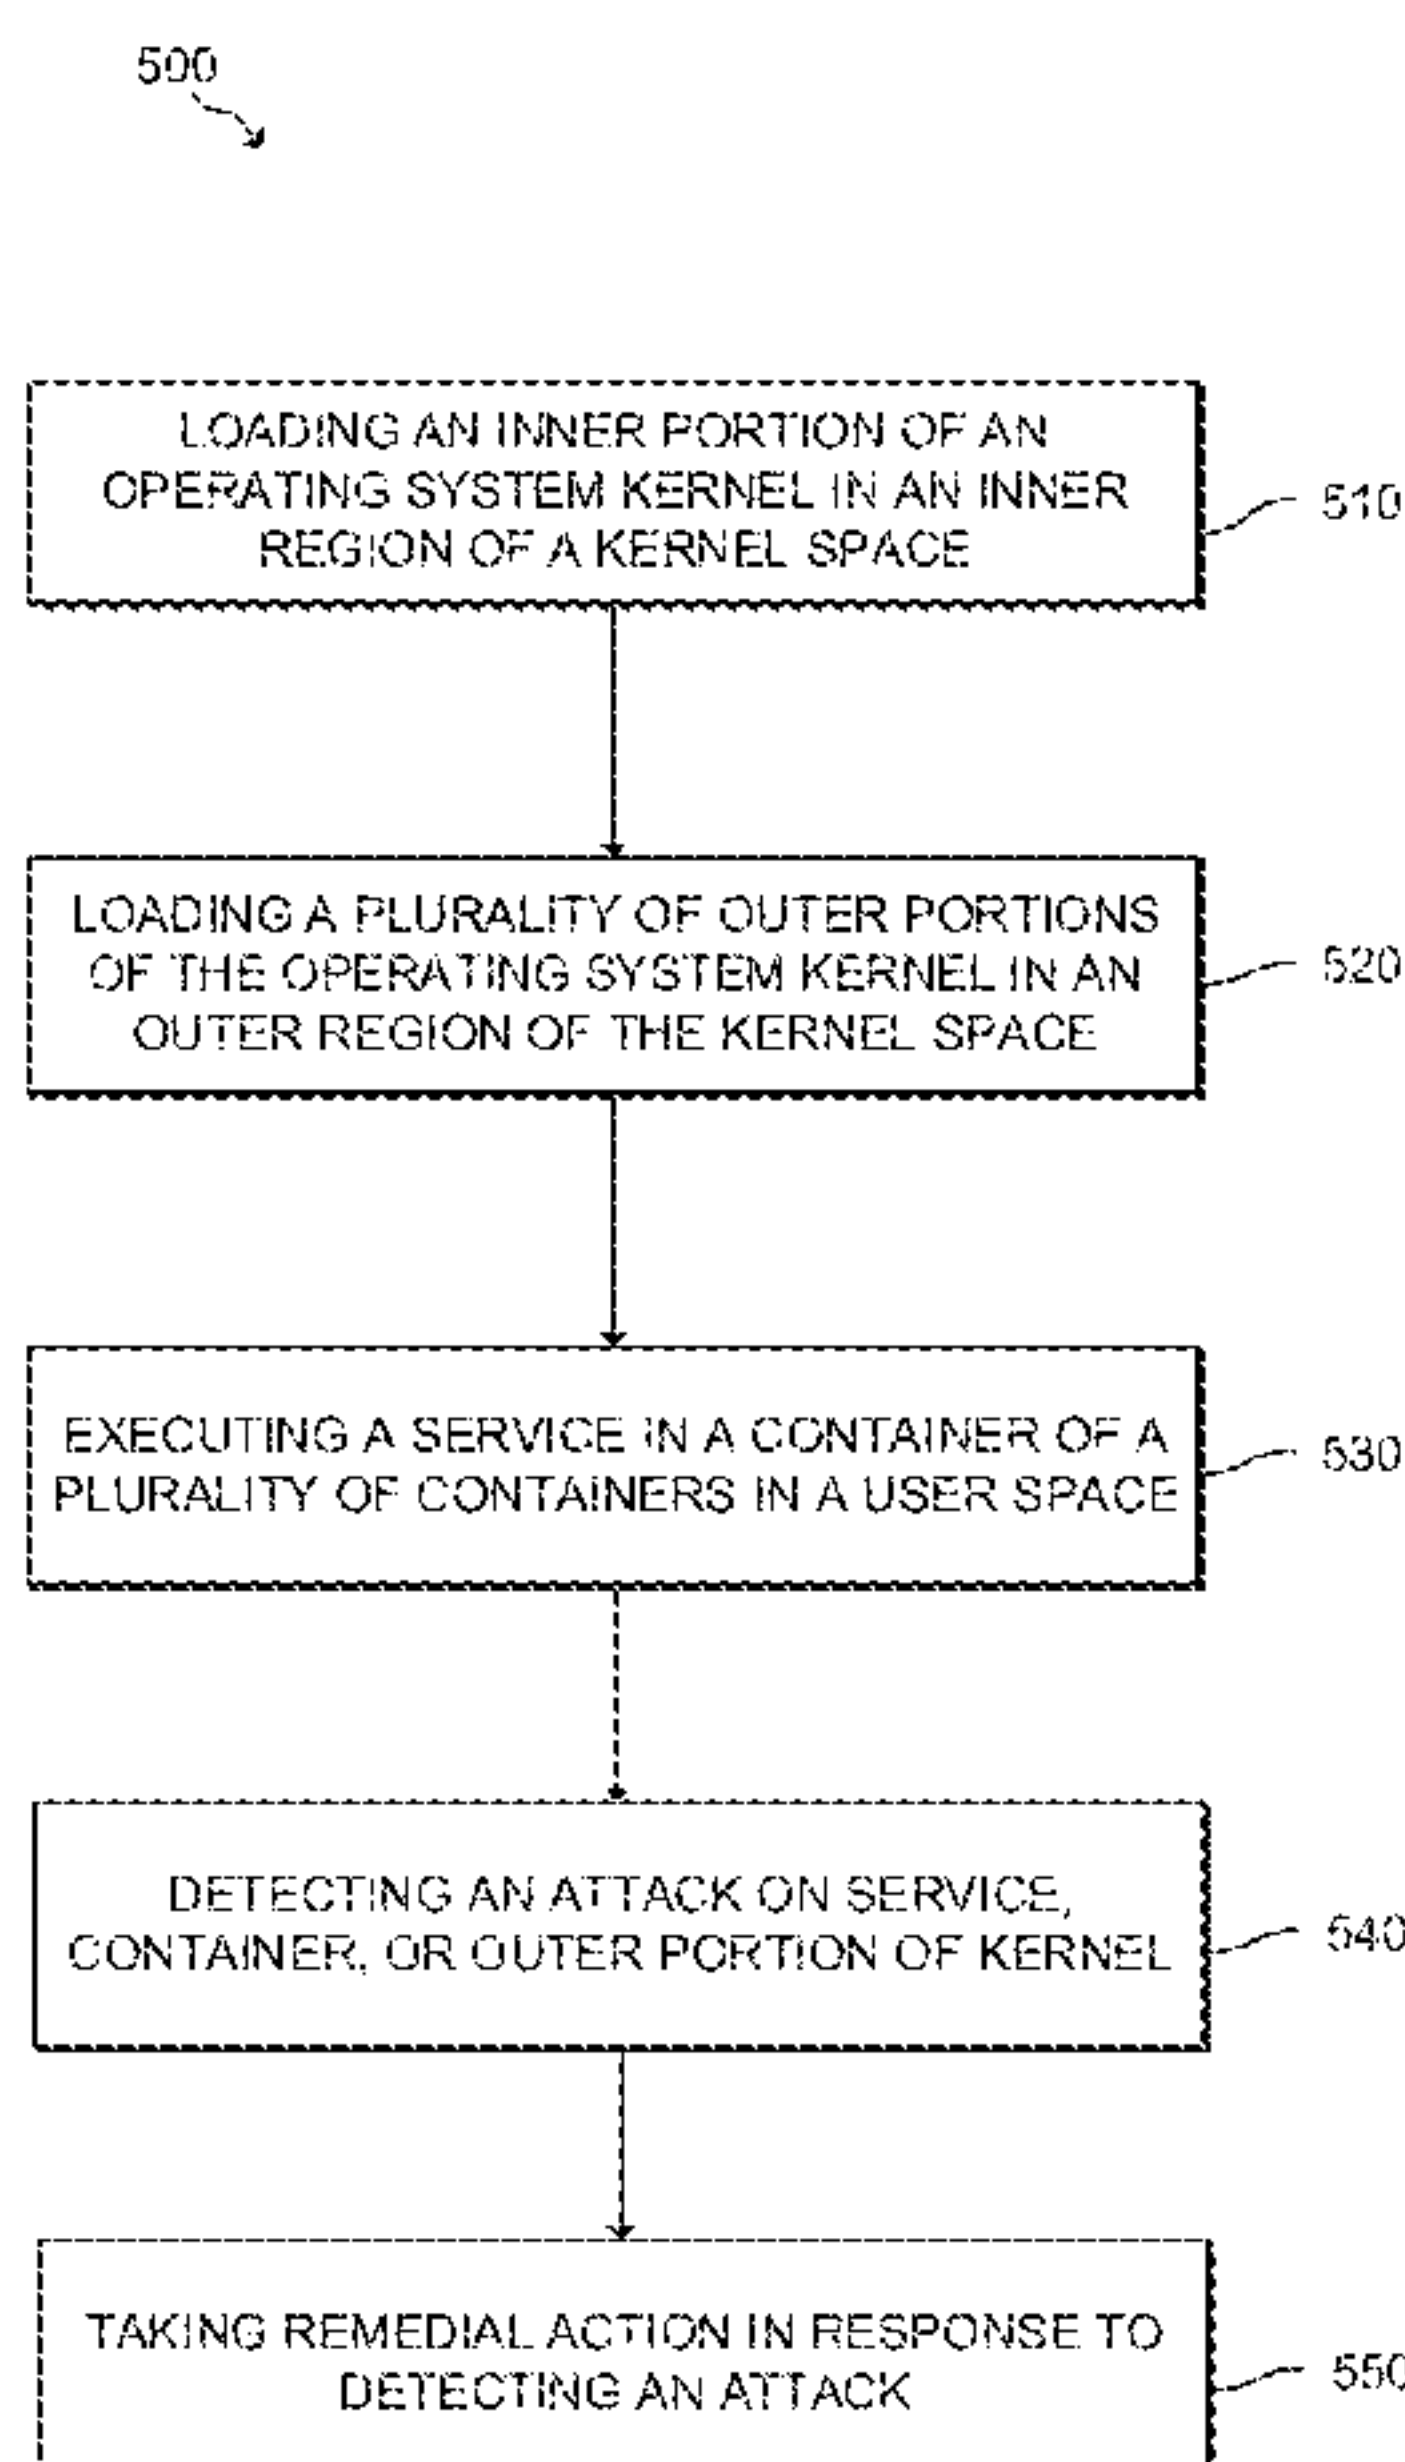 500
LOADING AN INNER PORTION OF AN
OPERATING SYSTEM KERNEL IN AN INNER
REGION OF A KERNEL SPACE
510
LOADING A PLURALITY OF OUTER PORTIONS
OF THE OPERATING SYSTEM KERNEL IN AN
OUTER REGION OF THE KERNEL SPACE
520
EXECUTING A SERVICE IN A CONTAINER OF A
PLURALITY OF CONTAINERS IN A USER SPACE
530
DETECTING AN ATTACK ON SERVICE,
CONTAINER, OR OUTER PORTION OF KERNEL
540
TAKING REMEDIAL ACTION IN RESPONSE TO
DETECTING AN ATTACK
550